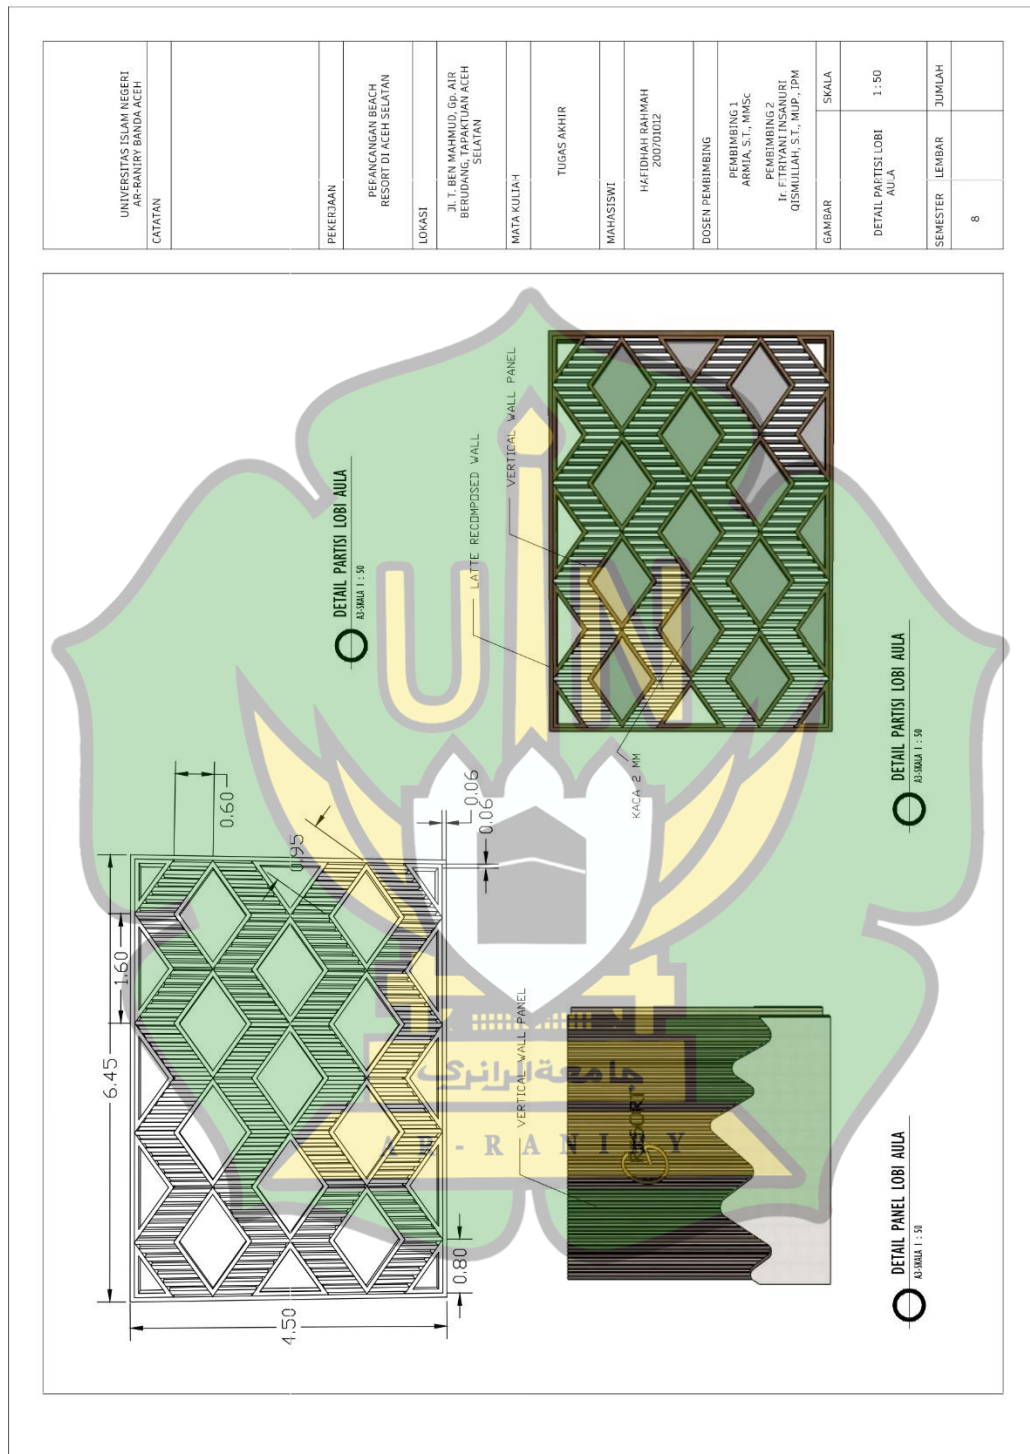 UNIVERSITAS ISLAM NEGERI
AR-RANIRY BANDA ACEH
CATATAN
PEKERJAAN
PERANCANGAN BEACH
RESORT DI ACEH SELATAN
LOKASI
Jl. T. BEN MAHMUD, Gp. AIR
BERUDANG, TAPAKTUAN ACEH
SELATAN
MATA KULIAH
TUGAS AKHIR
MAHASISWI
HAFIDHAH RAHMAH
200701012
DOSEN PEMBIMBING
PEMBIMBING 1
ARMIA, S.T., MMSc
PEMBIMBING 2
Ir. FITRIYANI INSANURI
QISMULLAH, S.T., MUP., IPM
GAMBAR SKALA
DETAIL PARTISI LOBI
AULA
1 : 50
SEMESTER LEMBAR JUMLAH
8
6.45
1.60
4.50
0.80
0.60
0.95
0.06
0.06
DETAIL PARTISI LOBI AULA
A3-SKALA 1 : 50
LATTE RECOMPOSED WALL
VERTICAL WALL PANEL
KACA 2 MM
DETAIL PARTISI LOBI AULA
A3-SKALA 1 : 50
VERTICAL WALL PANEL
RESORT
DETAIL PANEL LOBI AULA
A3-SKALA 1 : 50
UIN
جامعة الرانري
AR-RANIRY